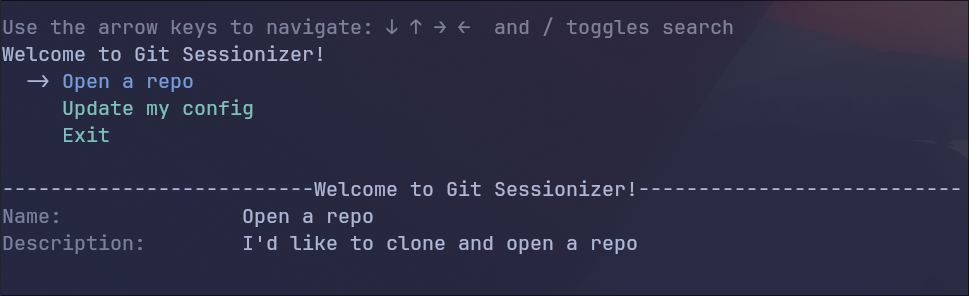 Use the arrow keys to navigate: ↓ ↑ → ←  and / toggles search
Welcome to Git Sessionizer!
  → Open a repo
     Update my config
     Exit
--------------------------Welcome to Git Sessionizer!---------------------------
Name:               Open a repo
Description:        I'd like to clone and open a repo